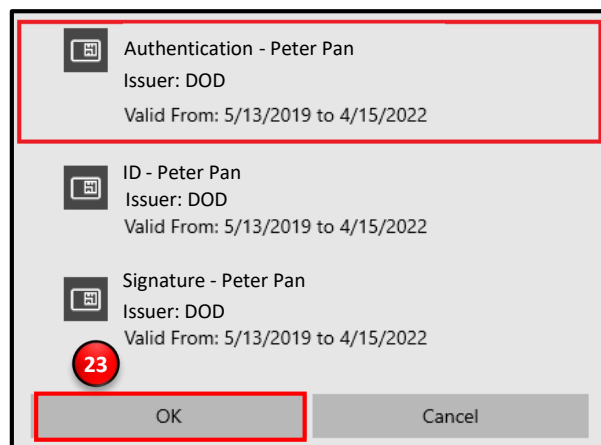 Authentication - Peter Pan
Issuer: DOD
Valid From: 5/13/2019 to 4/15/2022
ID - Peter Pan
Issuer: DOD
Valid From: 5/13/2019 to 4/15/2022
Signature - Peter Pan
Issuer: DOD
Valid From: 5/13/2019 to 4/15/2022
23
OK Cancel